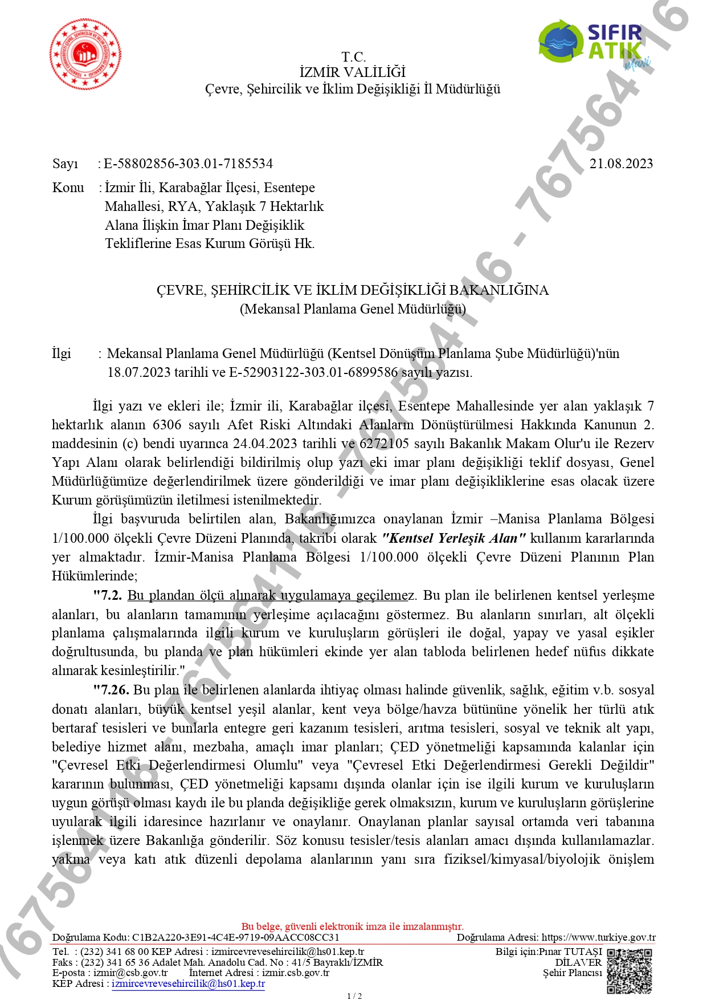 SIFIR
ATIK
mavi
T.C.
İZMİR VALİLİĞİ
Çevre, Şehircilik ve İklim Değişikliği İl Müdürlüğü
Sayı : E-58802856-303.01-7185534 21.08.2023
Konu : İzmir İli, Karabağlar İlçesi, Esentepe
Mahallesi, RYA, Yaklaşık 7 Hektarlık
Alana İlişkin İmar Planı Değişiklik
Tekliflerine Esas Kurum Görüşü Hk.
ÇEVRE, ŞEHİRCİLİK VE İKLİM DEĞİŞİKLİĞİ BAKANLIĞINA
(Mekansal Planlama Genel Müdürlüğü)
İlgi : Mekansal Planlama Genel Müdürlüğü (Kentsel Dönüşüm Planlama Şube Müdürlüğü)'nün
18.07.2023 tarihli ve E-52903122-303.01-6899586 sayılı yazısı.
İlgi yazı ve ekleri ile; İzmir ili, Karabağlar ilçesi, Esentepe Mahallesinde yer alan yaklaşık 7
hektarlık alanın 6306 sayılı Afet Riski Altındaki Alanların Dönüştürülmesi Hakkında Kanunun 2.
maddesinin (c) bendi uyarınca 24.04.2023 tarihli ve 6272105 sayılı Bakanlık Makam Olur'u ile Rezerv
Yapı Alanı olarak belirlendiği bildirilmiş olup yazı eki imar planı değişikliği teklif dosyası, Genel
Müdürlüğümüze değerlendirilmek üzere gönderildiği ve imar planı değişikliklerine esas olacak üzere
Kurum görüşümüzün iletilmesi istenilmektedir.
İlgi başvuruda belirtilen alan, Bakanlığımızca onaylanan İzmir –Manisa Planlama Bölgesi
1/100.000 ölçekli Çevre Düzeni Planında, takribi olarak "Kentsel Yerleşik Alan" kullanım kararlarında
yer almaktadır. İzmir-Manisa Planlama Bölgesi 1/100.000 ölçekli Çevre Düzeni Planının Plan
Hükümlerinde;
"7.2. Bu plandan ölçü alınarak uygulamaya geçilemez. Bu plan ile belirlenen kentsel yerleşme
alanları, bu alanların tamamının yerleşime açılacağını göstermez. Bu alanların sınırları, alt ölçekli
planlama çalışmalarında ilgili kurum ve kuruluşların görüşleri ile doğal, yapay ve yasal eşikler
doğrultusunda, bu planda ve plan hükümleri ekinde yer alan tabloda belirlenen hedef nüfus dikkate
alınarak kesinleştirilir."
"7.26. Bu plan ile belirlenen alanlarda ihtiyaç olması halinde güvenlik, sağlık, eğitim v.b. sosyal
donatı alanları, büyük kentsel yeşil alanlar, kent veya bölge/havza bütününe yönelik her türlü atık
bertaraf tesisleri ve bunlarla entegre geri kazanım tesisleri, arıtma tesisleri, sosyal ve teknik alt yapı,
belediye hizmet alanı, mezbaha, amaçlı imar planları; ÇED yönetmeliği kapsamında kalanlar için
"Çevresel Etki Değerlendirmesi Olumlu" veya "Çevresel Etki Değerlendirmesi Gerekli Değildir"
kararının bulunması, ÇED yönetmeliği kapsamı dışında olanlar için ise ilgili kurum ve kuruluşların
uygun görüşü olması kaydı ile bu planda değişikliğe gerek olmaksızın, kurum ve kuruluşların görüşlerine
uyularak ilgili idaresince hazırlanır ve onaylanır. Onaylanan planlar sayısal ortamda veri tabanına
işlenmek üzere Bakanlığa gönderilir. Söz konusu tesisler/tesis alanları amacı dışında kullanılamazlar.
yakma veya katı atık düzenli depolama alanlarının yanı sıra fiziksel/kimyasal/biyolojik önişlem
767564116 - 767564116 - 767564116 - 767564116
Bu belge, güvenli elektronik imza ile imzalanmıştır.
Doğrulama Kodu: C1B2A220-3E91-4C4E-9719-09AACC08CC31 Doğrulama Adresi: https://www.turkiye.gov.tr
Tel. : (232) 341 68 00 KEP Adresi : izmircevrevesehircilik@hs01.kep.tr Bilgi için:Pınar TUTAŞI
Faks : (232) 341 65 36 Adalet Mah. Anadolu Cad. No : 41/5 Bayraklı/İZMİR DİLAVER
E-posta : izmir@csb.gov.tr İnternet Adresi : izmir.csb.gov.tr Şehir Plancısı
KEP Adresi : izmircevrevesehircilik@hs01.kep.tr
1 / 2